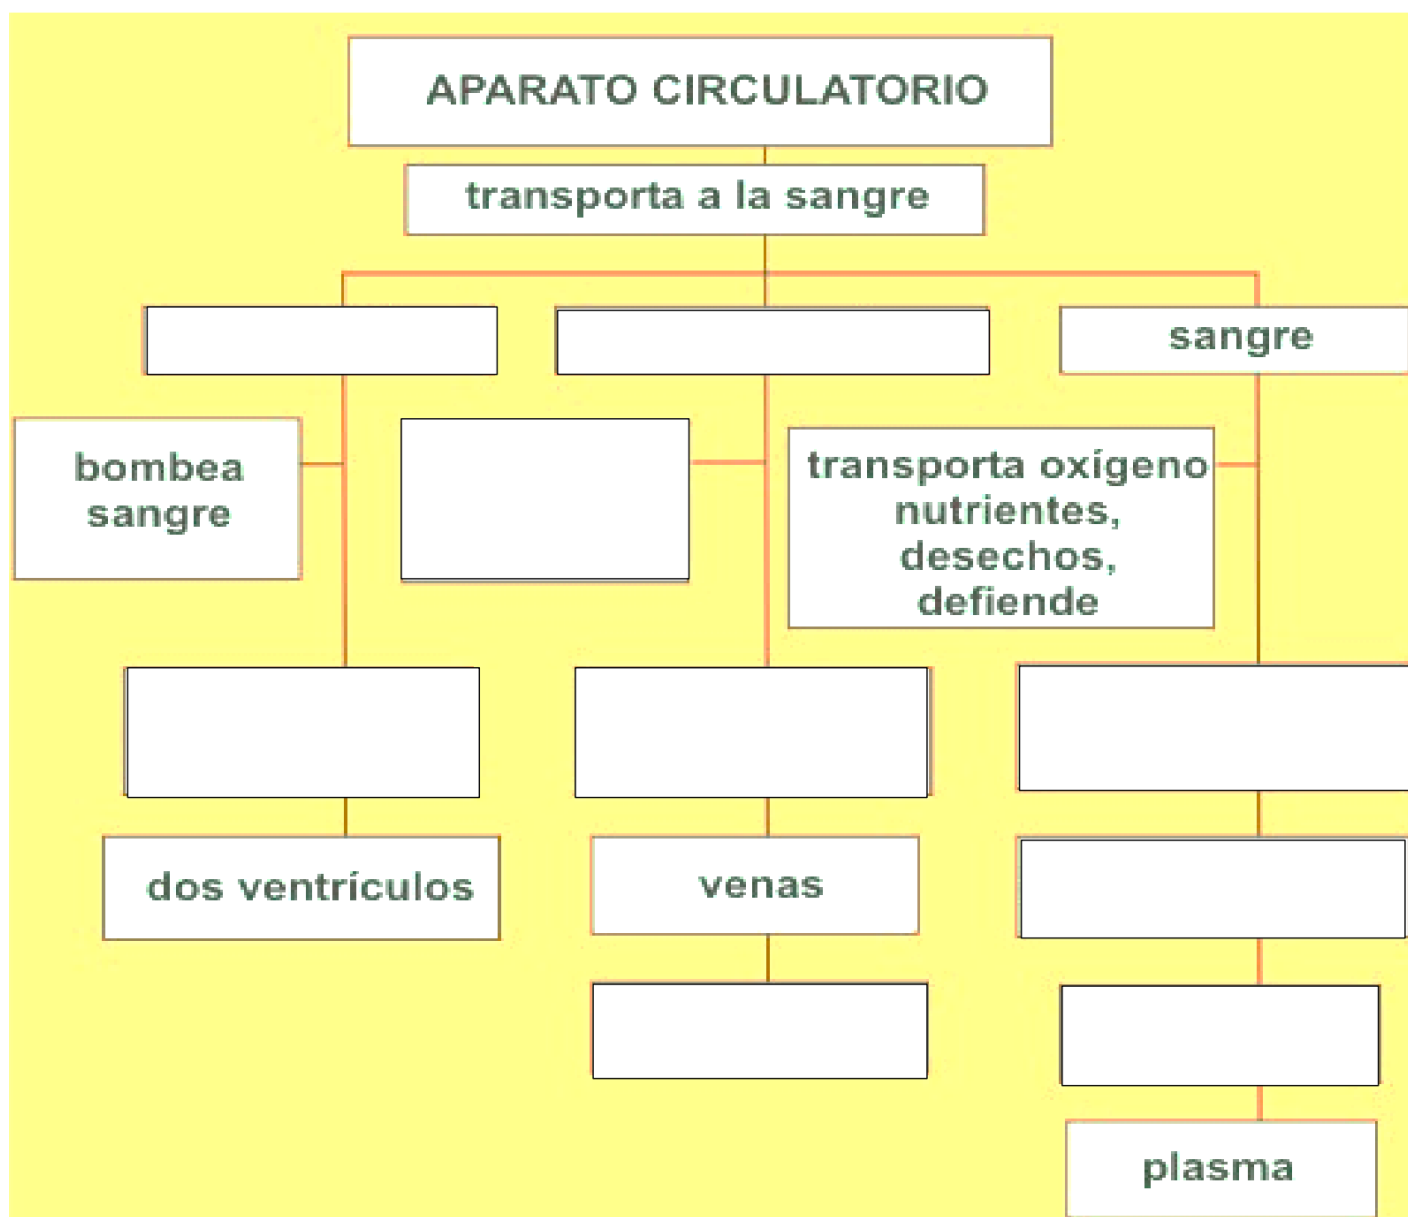 APARATO CIRCULATORIO
transporta a la sangre
sangre
bombea
sangre
transporta oxígeno
nutrientes,
desechos,
defiende
dos ventrículos
venas
plasma